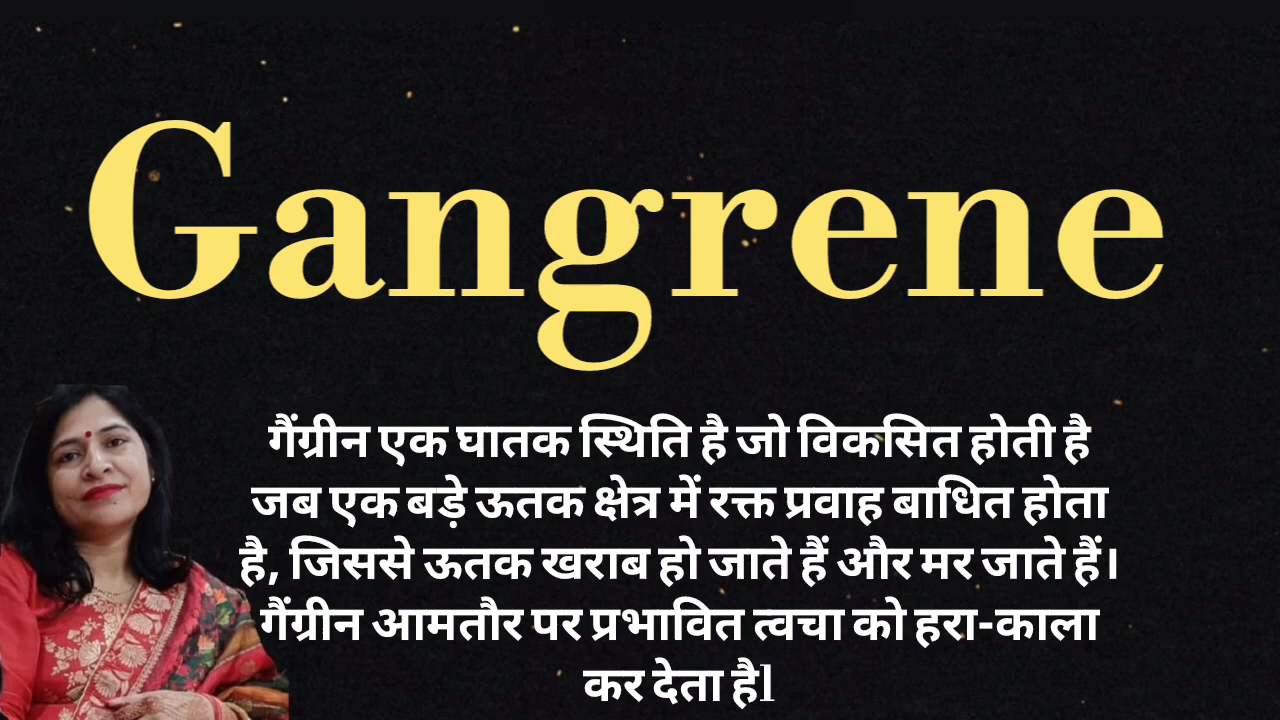 Gangrene
गैंग्रीन एक घातक स्थिति है जो विकसित होती है
जब एक बड़े ऊतक क्षेत्र में रक्त प्रवाह बाधित होता
है, जिससे ऊतक खराब हो जाते हैं और मर जाते हैं।
गैंग्रीन आमतौर पर प्रभावित त्वचा को हरा-काला
कर देता हैl